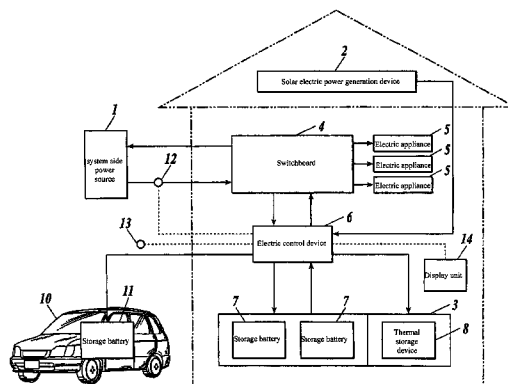 2
Solar electric power generation device
1
4
5
Electric appliance
5
Electric appliance
5
Electric appliance
system side
power
source
12
Switchboard
6
13
Electric control device
14
Display unit
10
11
Storage battery
7
Storage battery
7
Storage battery
3
Thermal
storage
device
8